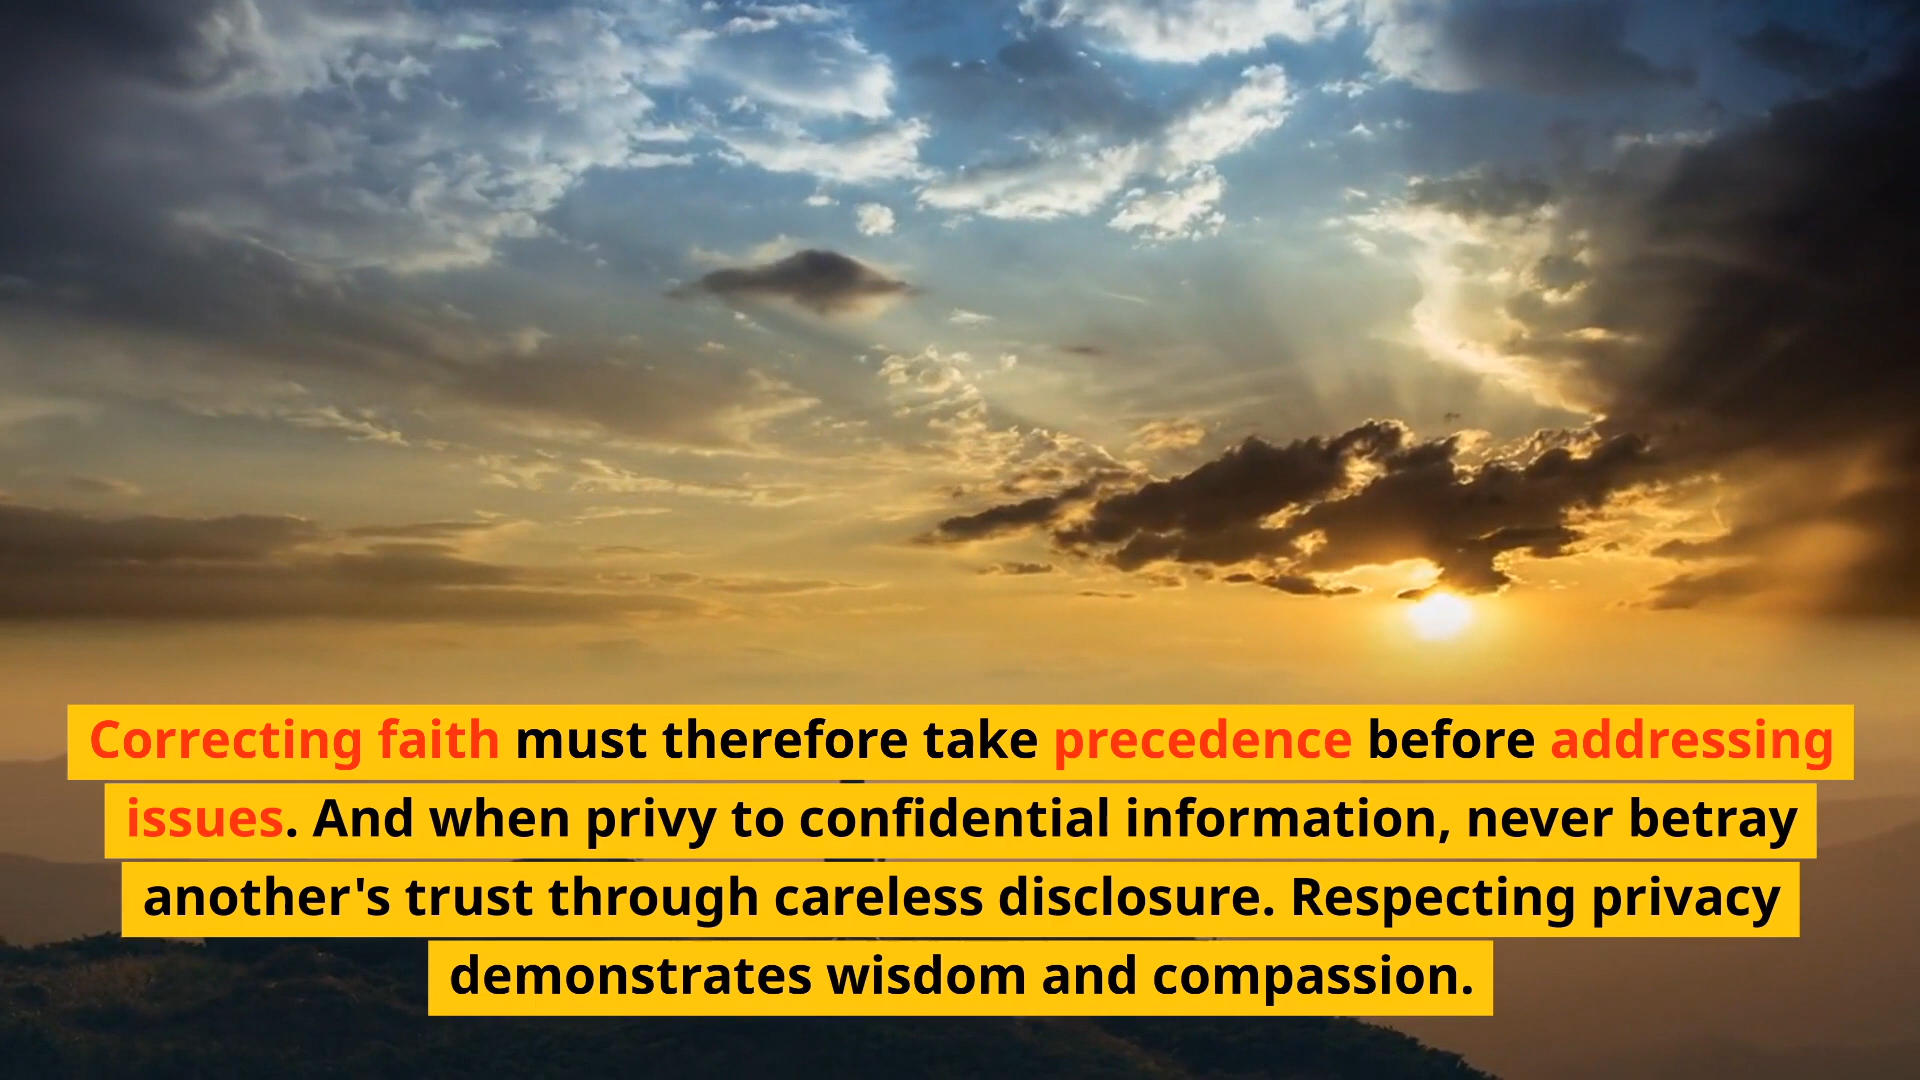 Correcting faith must therefore take precedence before addressing
issues. And when privy to confidential information, never betray
another's trust through careless disclosure. Respecting privacy
demonstrates wisdom and compassion.